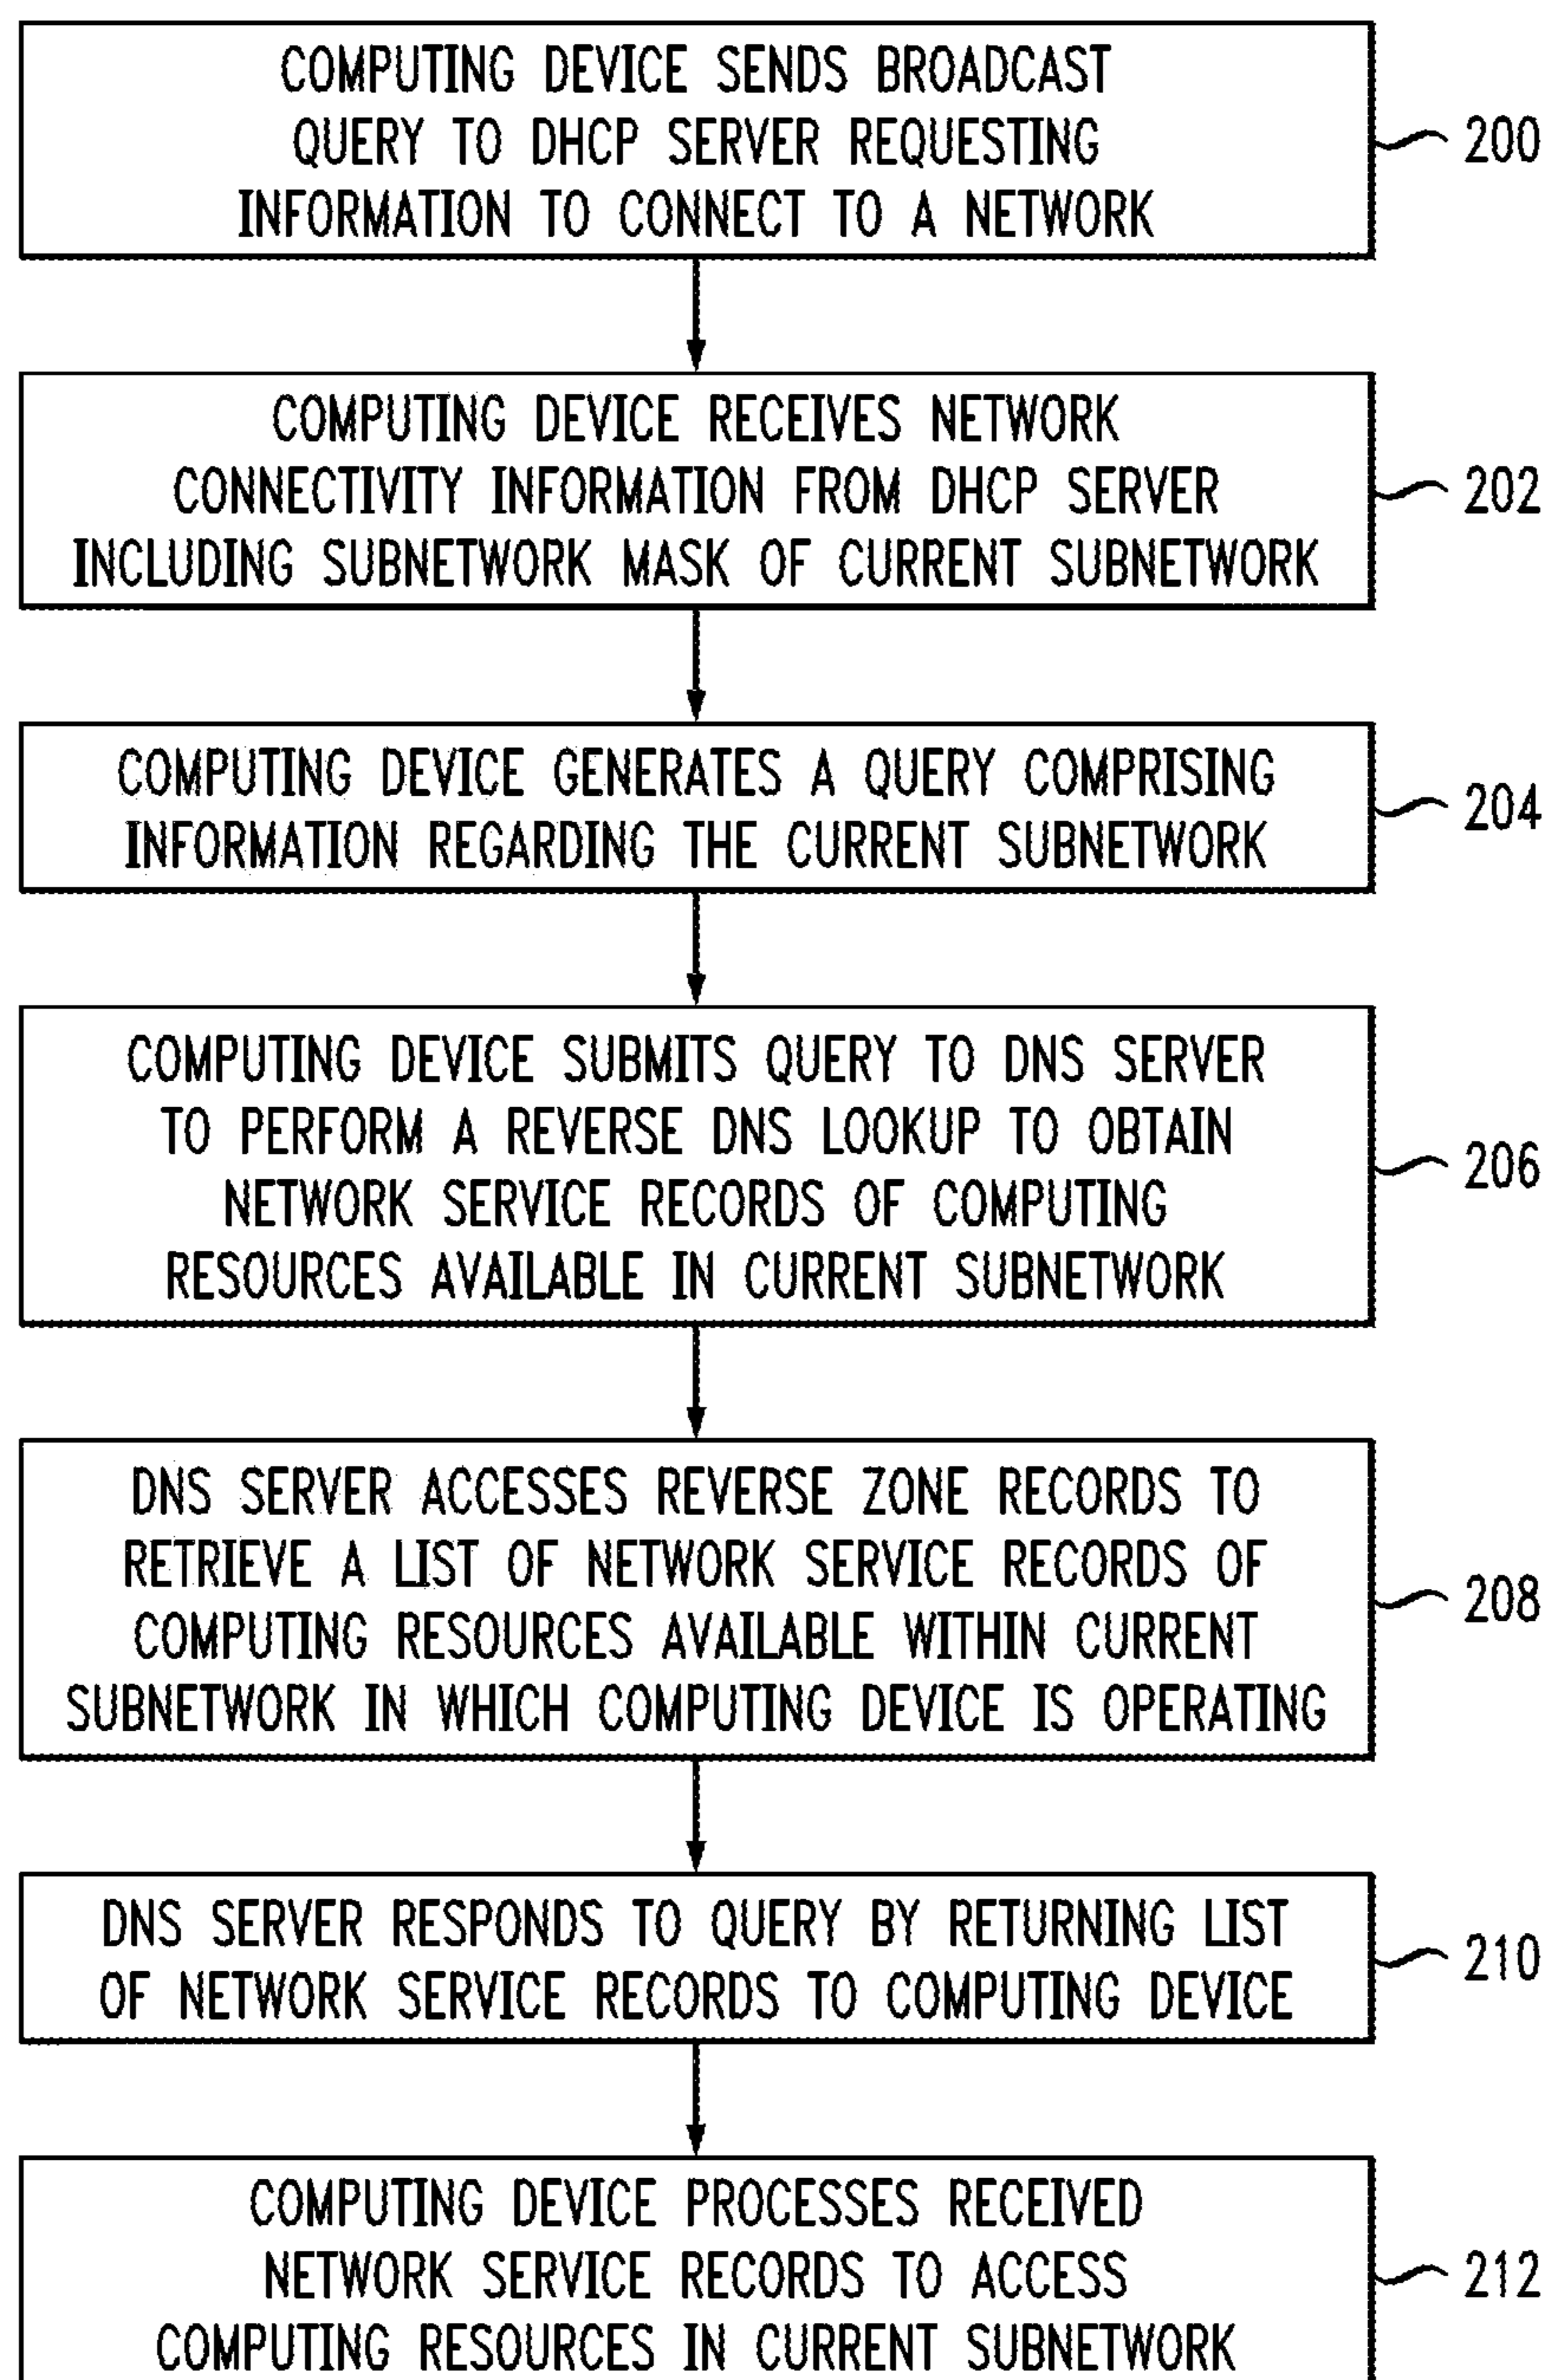 COMPUTING DEVICE SENDS BROADCAST
QUERY TO DHCP SERVER REQUESTING
INFORMATION TO CONNECT TO A NETWORK
200
COMPUTING DEVICE RECEIVES NETWORK
CONNECTIVITY INFORMATION FROM DHCP SERVER
INCLUDING SUBNETWORK MASK OF CURRENT SUBNETWORK
202
COMPUTING DEVICE GENERATES A QUERY COMPRISING
INFORMATION REGARDING THE CURRENT SUBNETWORK
204
COMPUTING DEVICE SUBMITS QUERY TO DNS SERVER
TO PERFORM A REVERSE DNS LOOKUP TO OBTAIN
NETWORK SERVICE RECORDS OF COMPUTING
RESOURCES AVAILABLE IN CURRENT SUBNETWORK
206
DNS SERVER ACCESSES REVERSE ZONE RECORDS TO
RETRIEVE A LIST OF NETWORK SERVICE RECORDS OF
COMPUTING RESOURCES AVAILABLE WITHIN CURRENT
SUBNETWORK IN WHICH COMPUTING DEVICE IS OPERATING
208
DNS SERVER RESPONDS TO QUERY BY RETURNING LIST
OF NETWORK SERVICE RECORDS TO COMPUTING DEVICE
210
COMPUTING DEVICE PROCESSES RECEIVED
NETWORK SERVICE RECORDS TO ACCESS
COMPUTING RESOURCES IN CURRENT SUBNETWORK
212